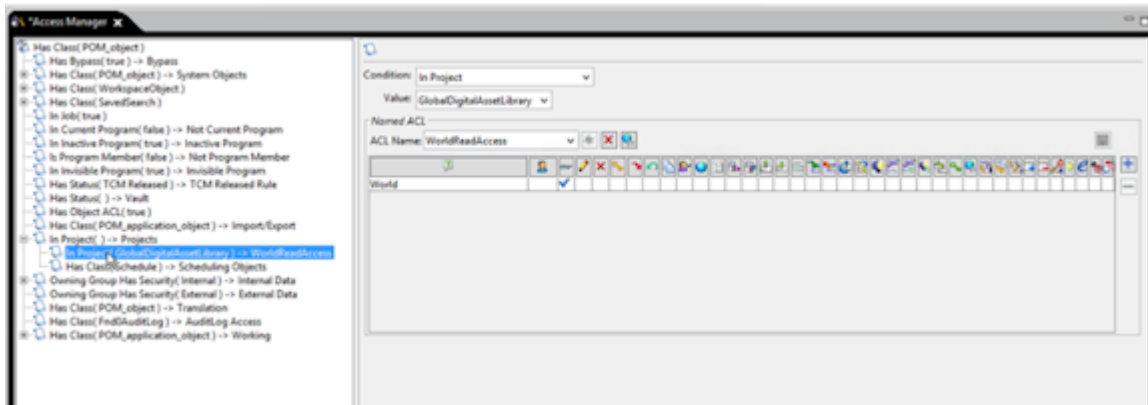 *Access Manager
Has Class( POM_object )
Has Bypass( true ) -> Bypass
Has Class( POM_object ) -> System Objects
Has Class( WorkspaceObject )
Has Class( SavedSearch )
In Job( true )
In Current Program( false ) -> Not Current Program
In Inactive Program( true ) -> Inactive Program
Is Program Member( false ) -> Not Program Member
In Invisible Program( true ) -> Invisible Program
Has Status( TCM Released ) -> TCM Released Rule
Has Status( ) -> Vault
Has Object ACL( true )
Has Class( POM_application_object ) -> Import/Export
In Project( ) -> Projects
In Project( GlobalDigitalAssetLibrary ) -> WorldReadAccess
Has Class( Schedule ) -> Scheduling Objects
Owning Group Has Security( Internal ) -> Internal Data
Owning Group Has Security( External ) -> External Data
Has Class( POM_object ) -> Translation
Has Class( Fnd0AuditLog ) -> AuditLog Access
Has Class( POM_application_object ) -> Working
Condition: In Project
Value: GlobalDigitalAssetLibrary
Named ACL
ACL Name: WorldReadAccess
World